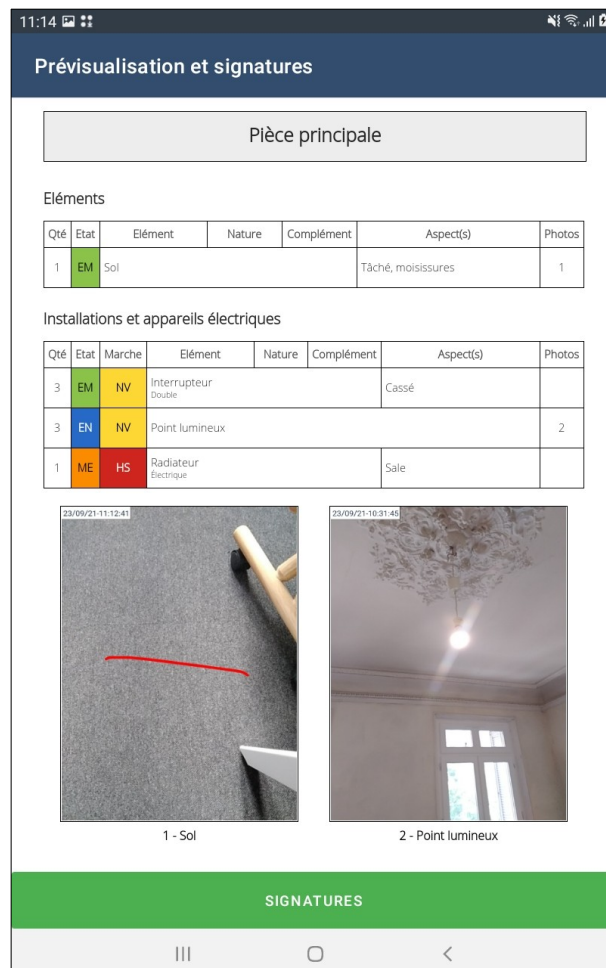 11:14
Prévisualisation et signatures
Pièce principale
Eléments
Qté Etat Elément Nature Complément Aspect(s) Photos
1 EM Sol Tâché, moisissures 1
Installations et appareils électriques
Qté Etat Marche Elément Nature Complément Aspect(s) Photos
3 EM NV Interrupteur Cassé
Double
3 EN NV Point lumineux 2
1 ME HS Radiateur Sale
Électrique
23/09/21-11:12:41 23/09/21-10:31:45
1 - Sol 2 - Point lumineux
SIGNATURES